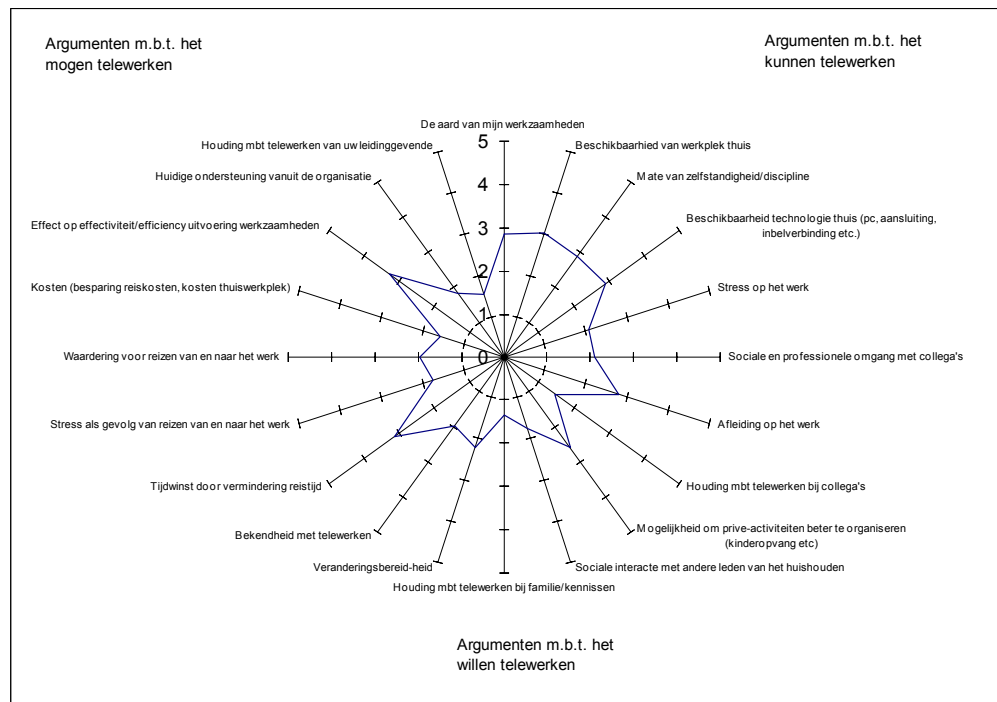 Argumenten m.b.t. het
mogen telewerken
Argumenten m.b.t. het
kunnen telewerken
De aard van mijn werkzaamheden
Houding mbt telewerken van uw leidinggevende
Beschikbaarhied van werkplek thuis
Huidige ondersteuning vanuit de organisatie
Mate van zelfstandigheid/discipline
Effect op effectiviteit/efficiency uitvoering werkzaamheden
Beschikbaarheid technologie thuis (pc, aansluiting,
inbelverbinding etc.)
Kosten (besparing reiskosten, kosten thuiswerkplek)
Stress op het werk
Waardering voor reizen van en naar het werk
Sociale en professionele omgang met collega's
Stress als gevolg van reizen van en naar het werk
Afleiding op het werk
Tijdwinst door vermindering reistijd
Houding mbt telewerken bij collega's
Bekendheid met telewerken
Mogelijkheid om prive-activiteiten beter te organiseren
(kinderopvang etc)
Veranderingsbereid-heid
Sociale interacte met andere leden van het huishouden
Houding mbt telewerken bij familie/kennissen
5
4
3
2
1
0
Argumenten m.b.t. het
willen telewerken